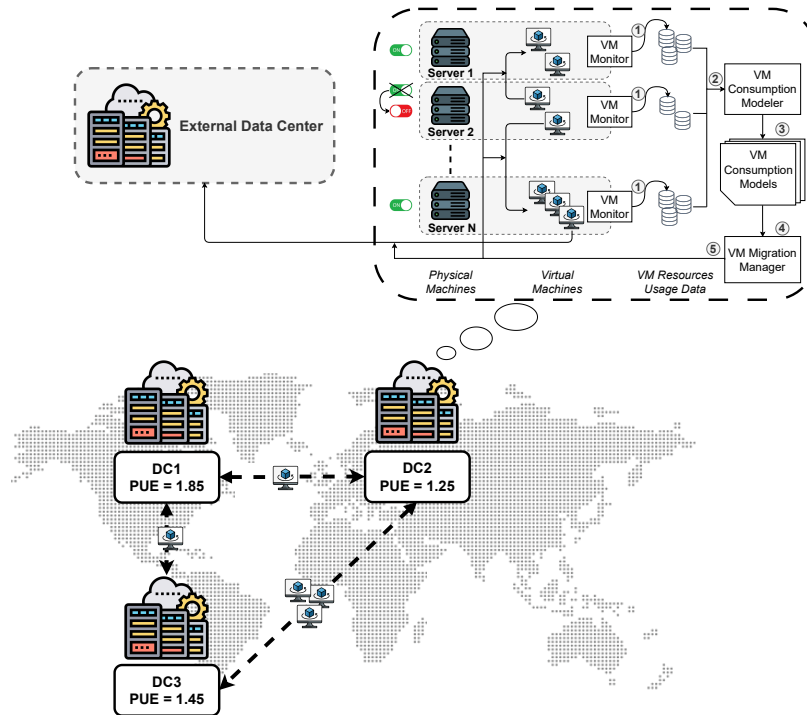 ON
Server 1
VM
Monitor
1
ON
OFF
Server 2
VM
Monitor
1
ON
Server N
VM
Monitor
1
External Data Center
2
VM
Consumption
Modeler
3
VM
Consumption
Models
4
5
VM Migration
Manager
Physical
Machines
Virtual
Machines
VM Resources
Usage Data
DC1
PUE = 1.85
DC2
PUE = 1.25
DC3
PUE = 1.45